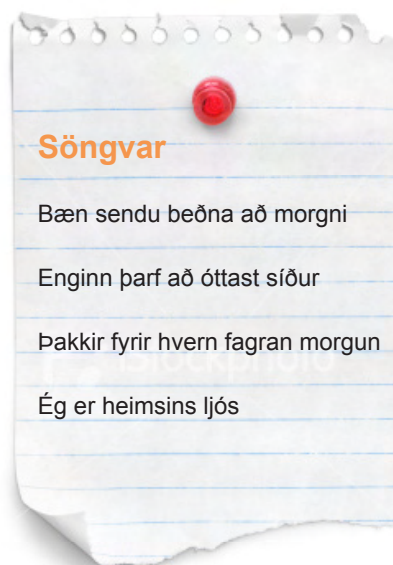 Söngvar
Bæn sendu beðna að morgni
Enginn þarf að óttast síður
Þakkir fyrir hvern fagran morgun
iStockphoto
Ég er heimsins ljós